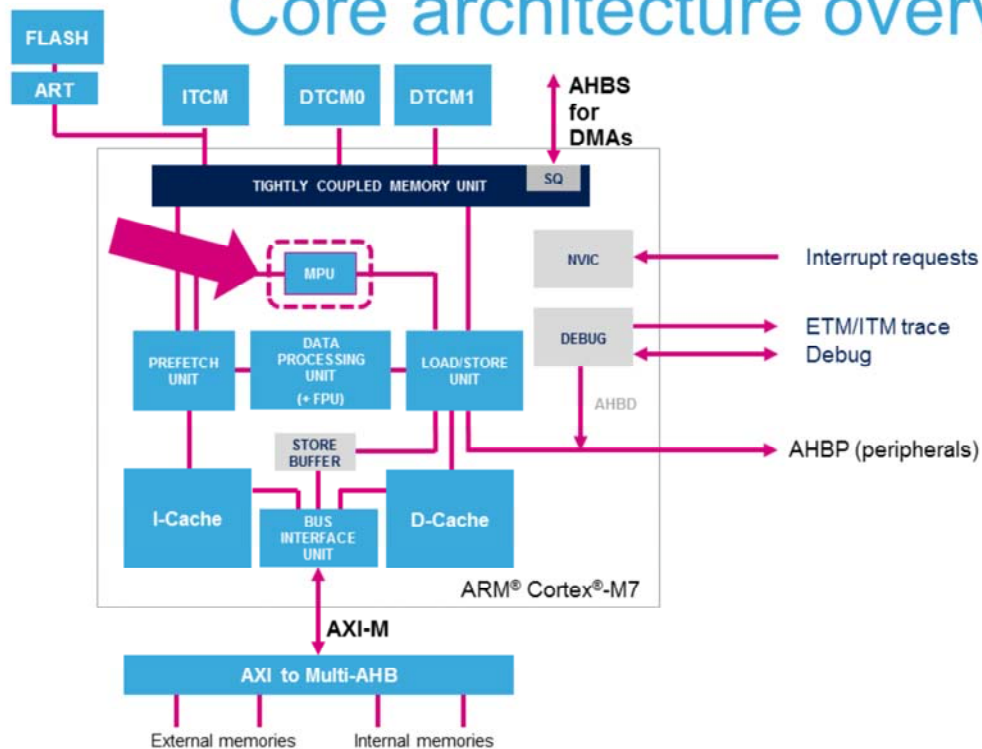 Core architecture overv
FLASH
ART
ITCM
DTCM0
DTCM1
AHBS
for
DMAs
TIGHTLY COUPLED MEMORY UNIT
SQ
MPU
NVIC
Interrupt requests
PREFETCH
UNIT
DATA
PROCESSING
UNIT
(+ FPU)
LOAD/STORE
UNIT
DEBUG
ETM/ITM trace
Debug
AHBD
STORE
BUFFER
AHBP (peripherals)
I-Cache
BUS
INTERFACE
UNIT
D-Cache
ARM® Cortex®-M7
AXI-M
AXI to Multi-AHB
External memories
Internal memories